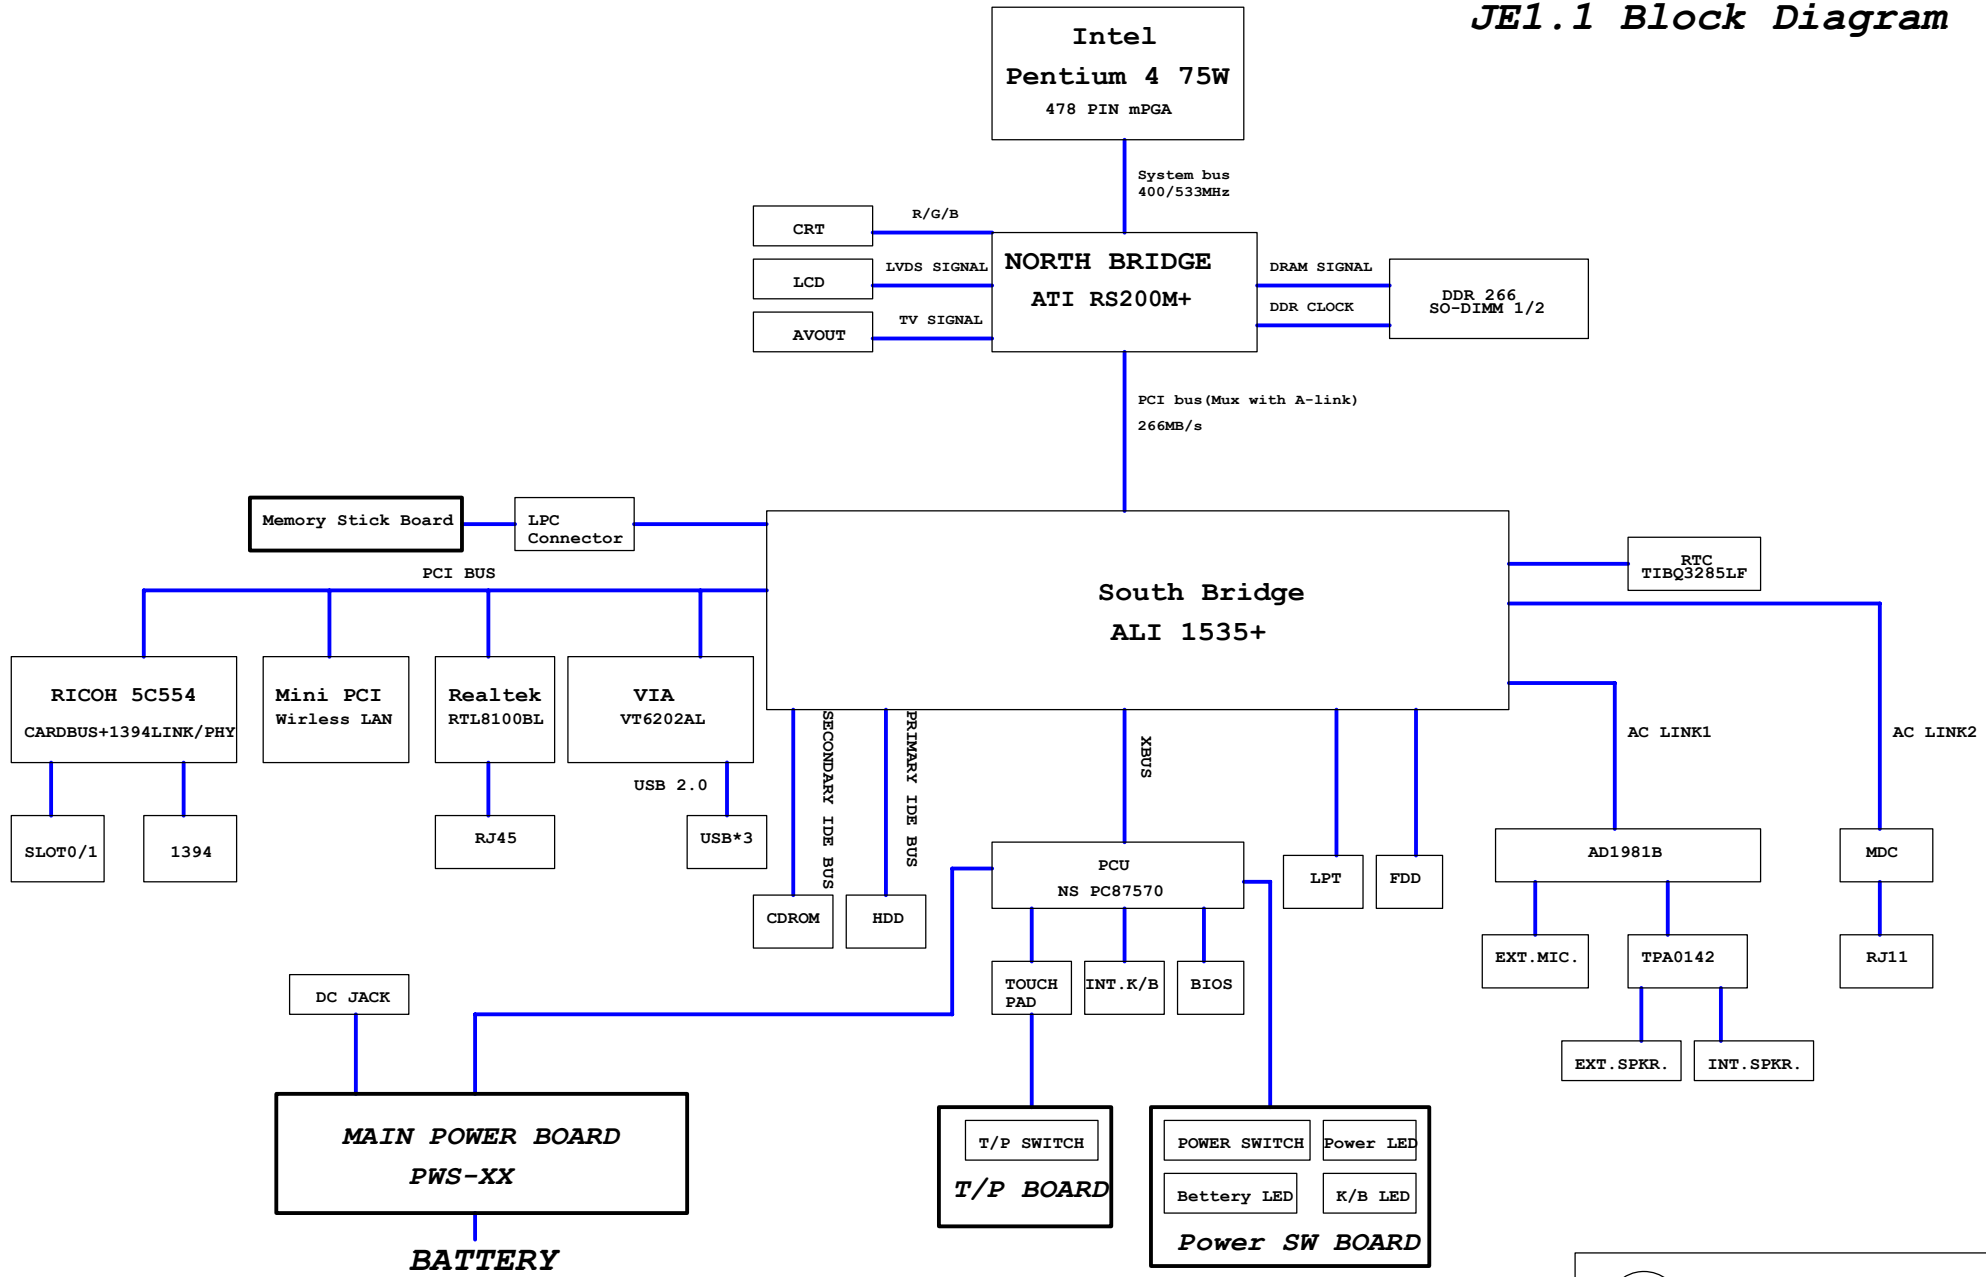 JE1.1 Block Diagram
Intel
Pentium 4 75W
478 PIN mPGA
System bus
400/533MHz
CRT
R/G/B
LCD
LVDS SIGNAL
AVOUT
TV SIGNAL
NORTH BRIDGE
ATI RS200M+
DRAM SIGNAL
DDR CLOCK
DDR 266
SO-DIMM 1/2
PCI bus(Mux with A-link)
266MB/s
Memory Stick Board
LPC
Connector
PCI BUS
South Bridge
ALI 1535+
RTC
TIBQ3285LF
RICOH 5C554
CARDBUS+1394LINK/PHY
Mini PCI
Wirless LAN
Realtek
RTL8100BL
VIA
VT6202AL
USB 2.0
SLOT0/1
1394
RJ45
USB*3
SECONDARY IDE BUS
PRIMARY IDE BUS
XBUS
AC LINK1
AC LINK2
CDROM
HDD
PCU
NS PC87570
LPT
FDD
AD1981B
MDC
TOUCH
PAD
INT.K/B
BIOS
EXT.MIC.
TPA0142
RJ11
EXT.SPKR.
INT.SPKR.
DC JACK
MAIN POWER BOARD
PWS-XX
BATTERY
T/P SWITCH
T/P BOARD
POWER SWITCH
Power LED
Bettery LED
K/B LED
Power SW BOARD